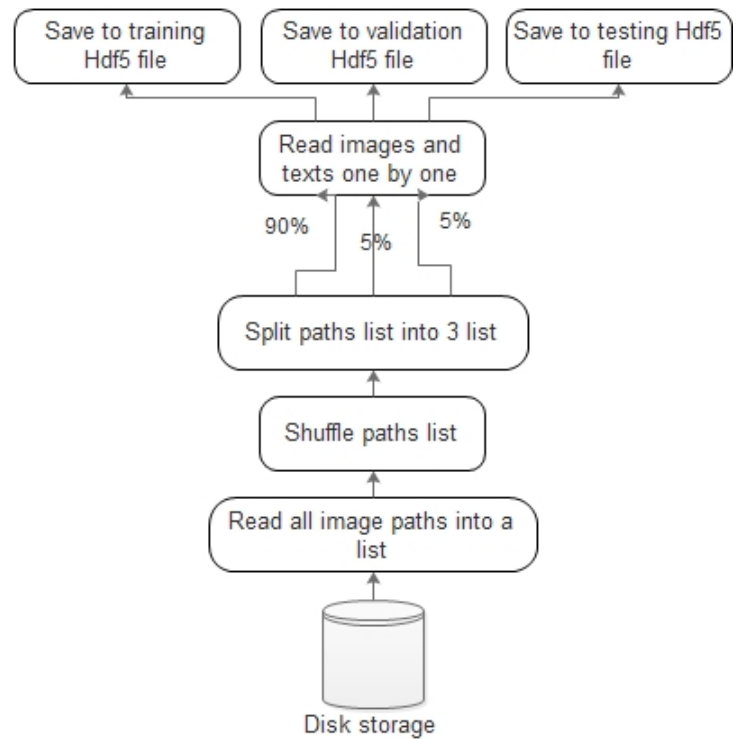 Save to training
Hdf5 file
Save to validation
Hdf5 file
Save to testing Hdf5
file
Read images and
texts one by one
90%
5%
5%
Split paths list into 3 list
Shuffle paths list
Read all image paths into a
list
Disk storage